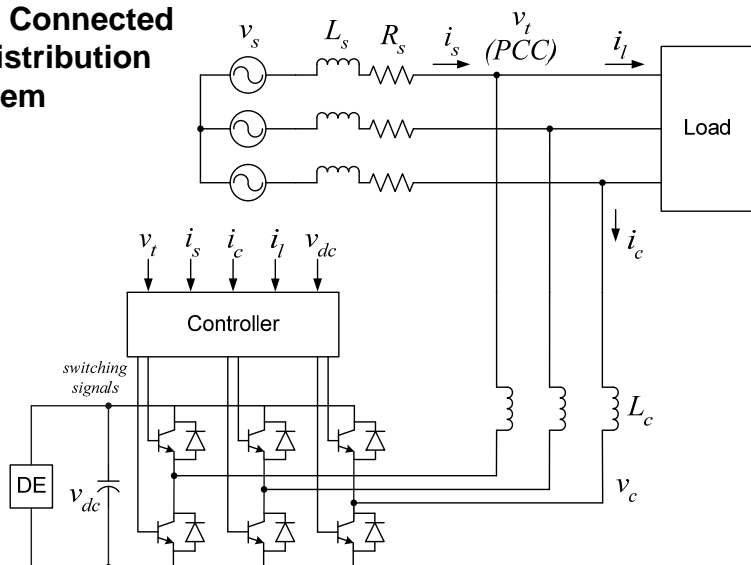 Connected
istribution
em
v_s
L_s
R_s
i_s
v_t
(PCC)
i_l
Load
i_c
v_t i_s i_c i_l v_dc
Controller
switching
signals
L_c
DE
v_dc
v_c